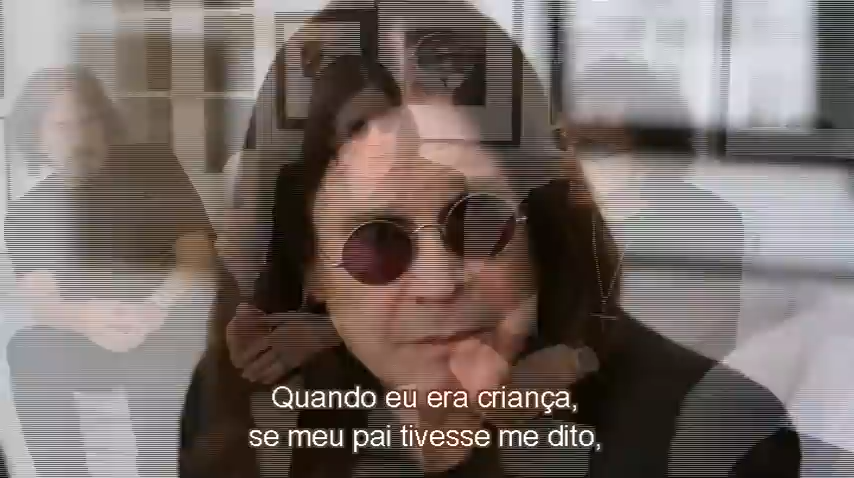 Quando eu era criança,
se meu pai tivesse me dito,